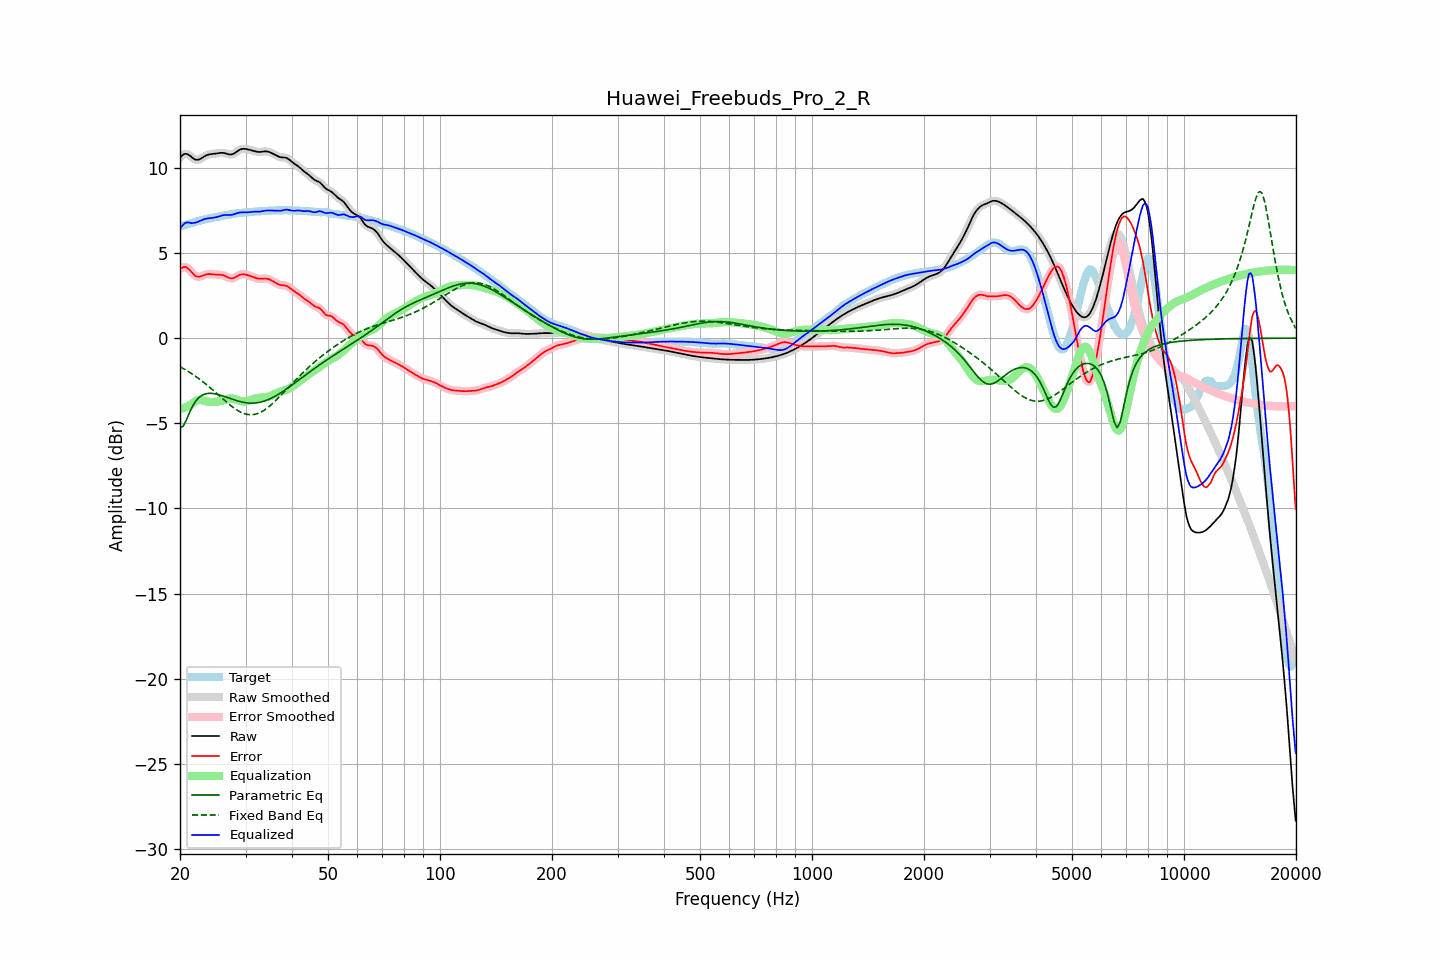 Huawei_Freebuds_Pro_2_R
Amplitude (dBr)
10
5
0
−5
−10
−15
−20
−25
−30
Target
Raw Smoothed
Error Smoothed
Raw
Error
Equalization
Parametric Eq
Fixed Band Eq
Equalized
20
50
100
200
500
1000
2000
5000
10000
20000
Frequency (Hz)